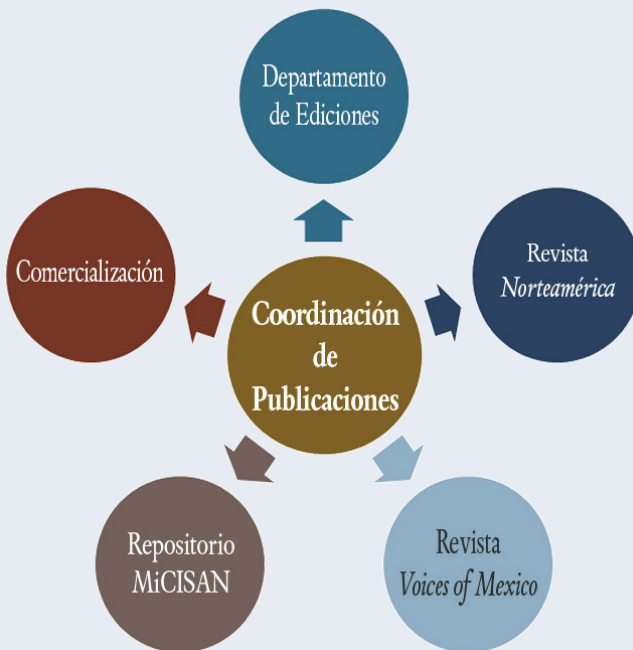 Departamento
de Ediciones
Comercialización
Revista
Norteamérica
Coordinación
de
Publicaciones
Repositorio
MiCISAN
Revista
Voices of Mexico